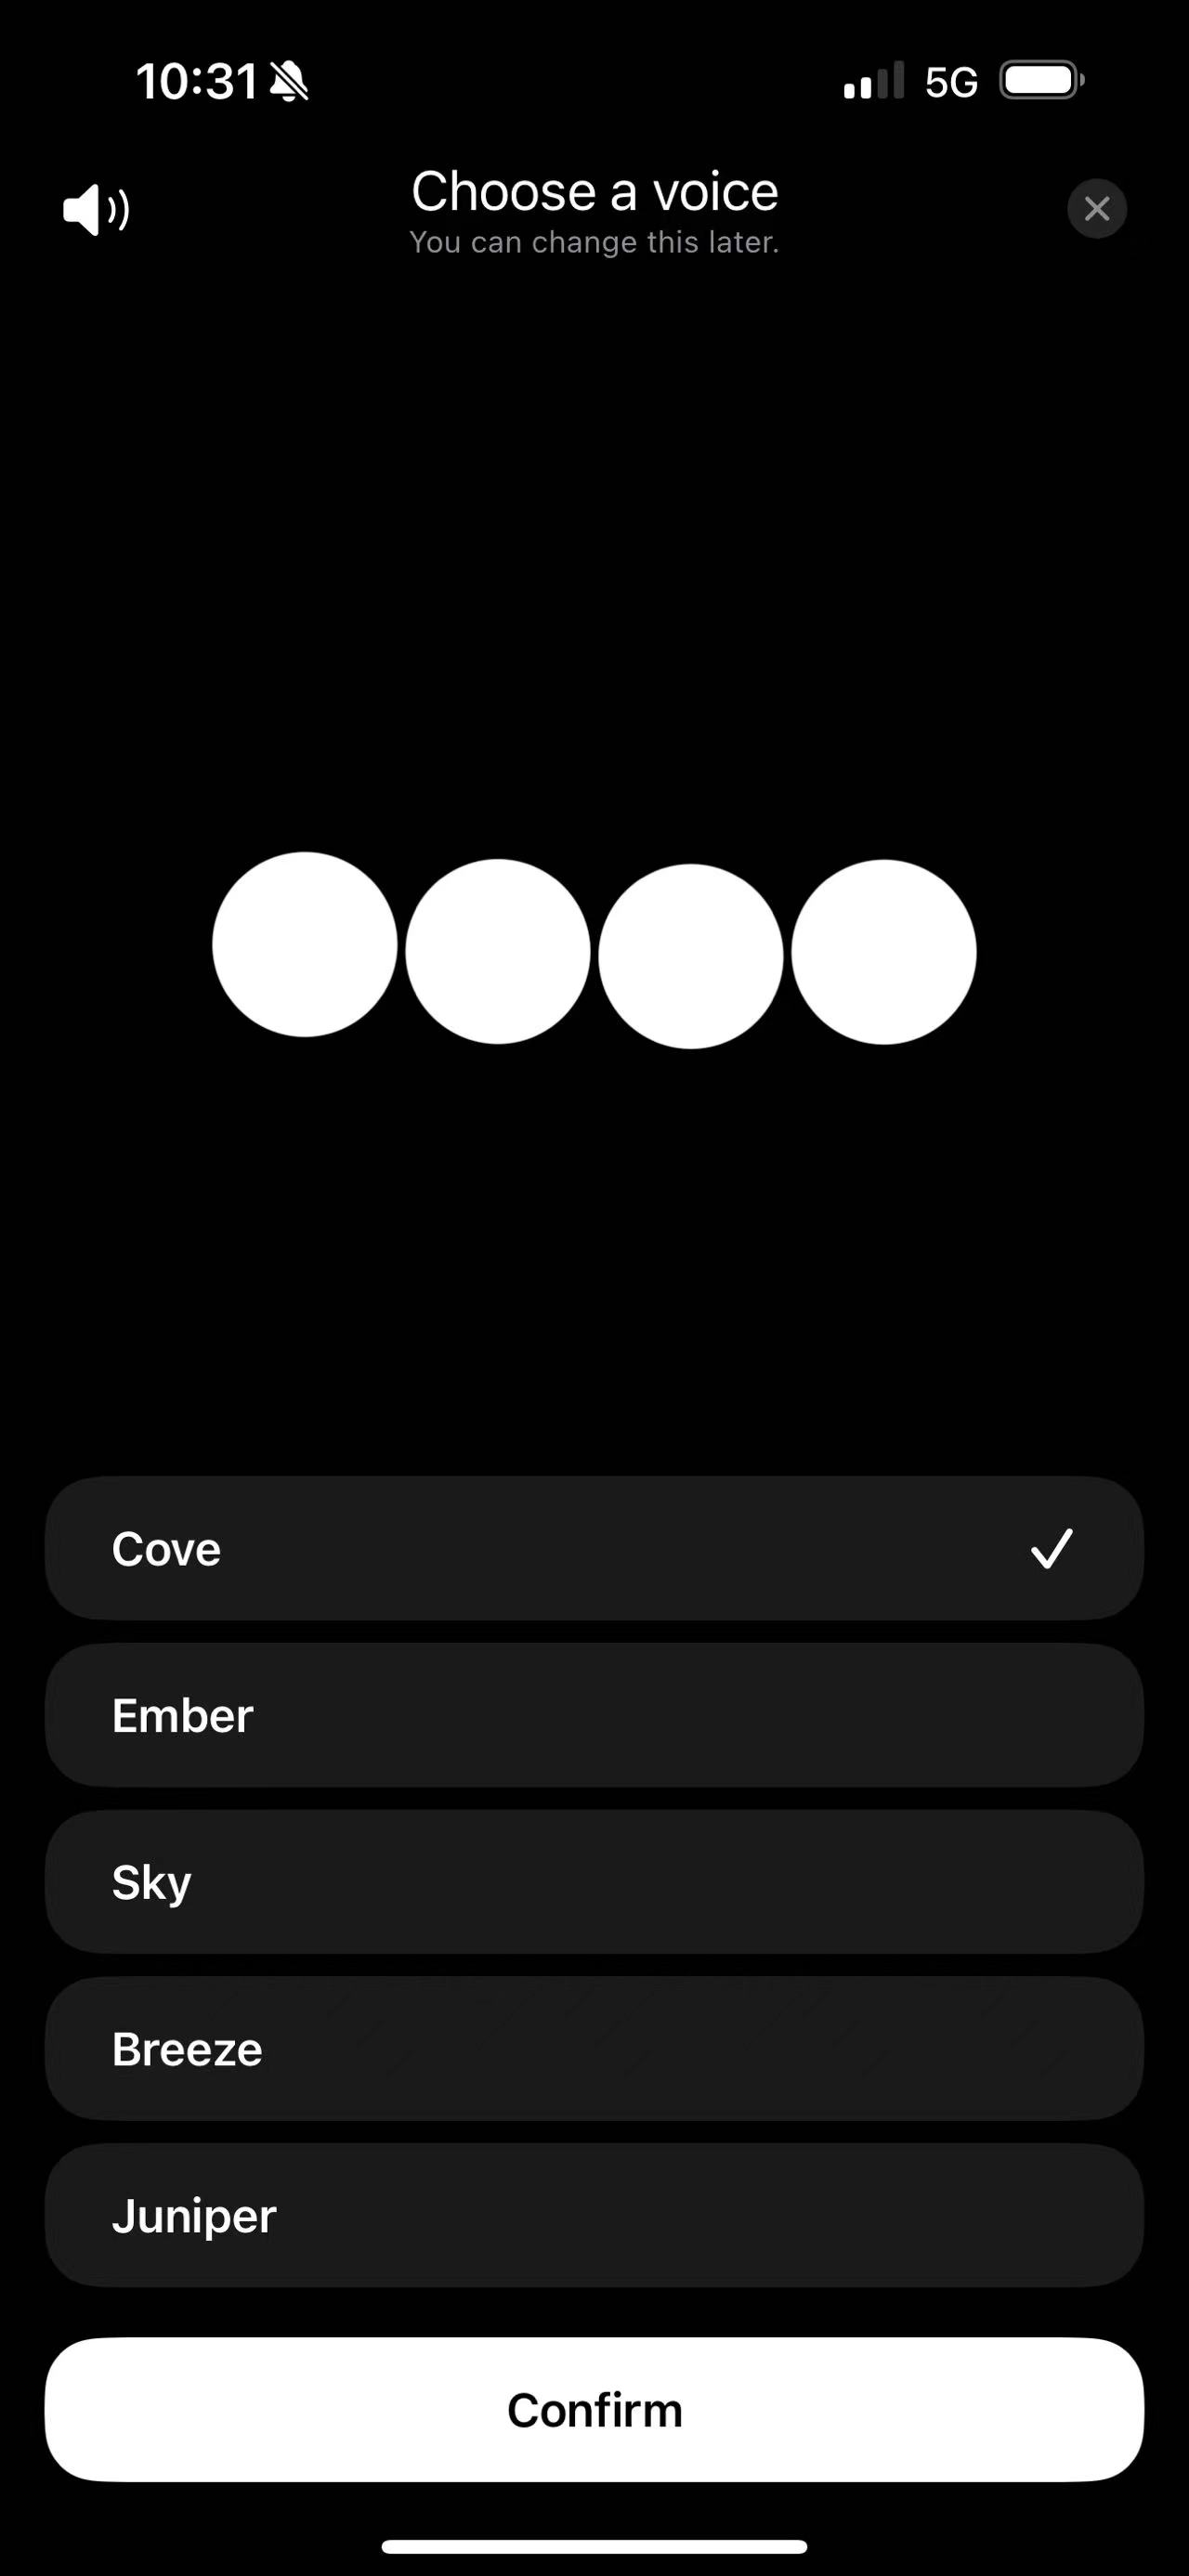 10:31 5G
Choose a voice
You can change this later.
Cove
Ember
Sky
Breeze
Juniper
Confirm